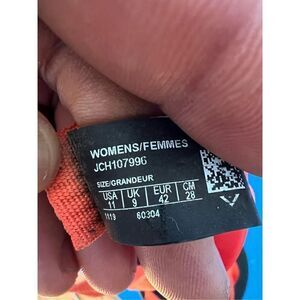 WOMENS/FEMMES
JCH107996
SIZE/GRANDEUR
USA UK EUR CM
11 9 42 28
1119 60304